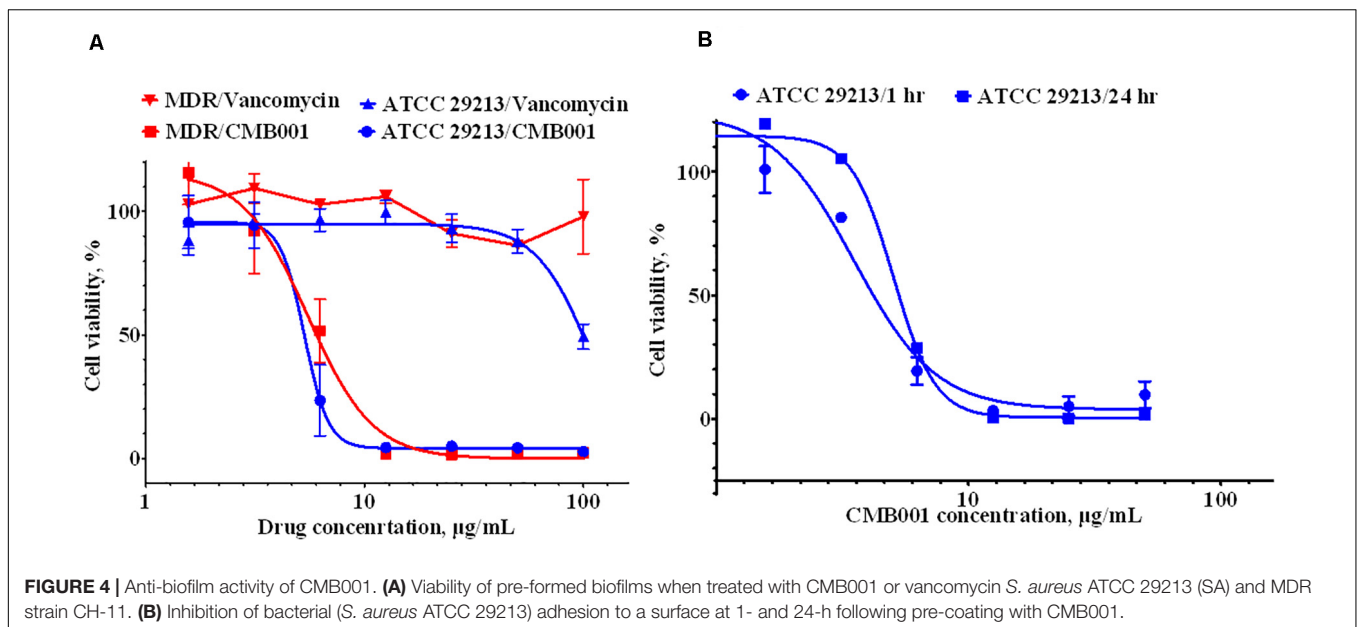 A
MDR/Vancomycin ATCC 29213/Vancomycin
MDR/CMB001 ATCC 29213/CMB001
Cell viability, %
100
50
0
1 10 100
Drug concenrtation, µg/mL
B
ATCC 29213/1 hr ATCC 29213/24 hr
Cell viability, %
100
50
0
10 100
CMB001 concentration, µg/mL
FIGURE 4 | Anti-biofilm activity of CMB001. (A) Viability of pre-formed biofilms when treated with CMB001 or vancomycin S. aureus ATCC 29213 (SA) and MDR
strain CH-11. (B) Inhibition of bacterial (S. aureus ATCC 29213) adhesion to a surface at 1- and 24-h following pre-coating with CMB001.